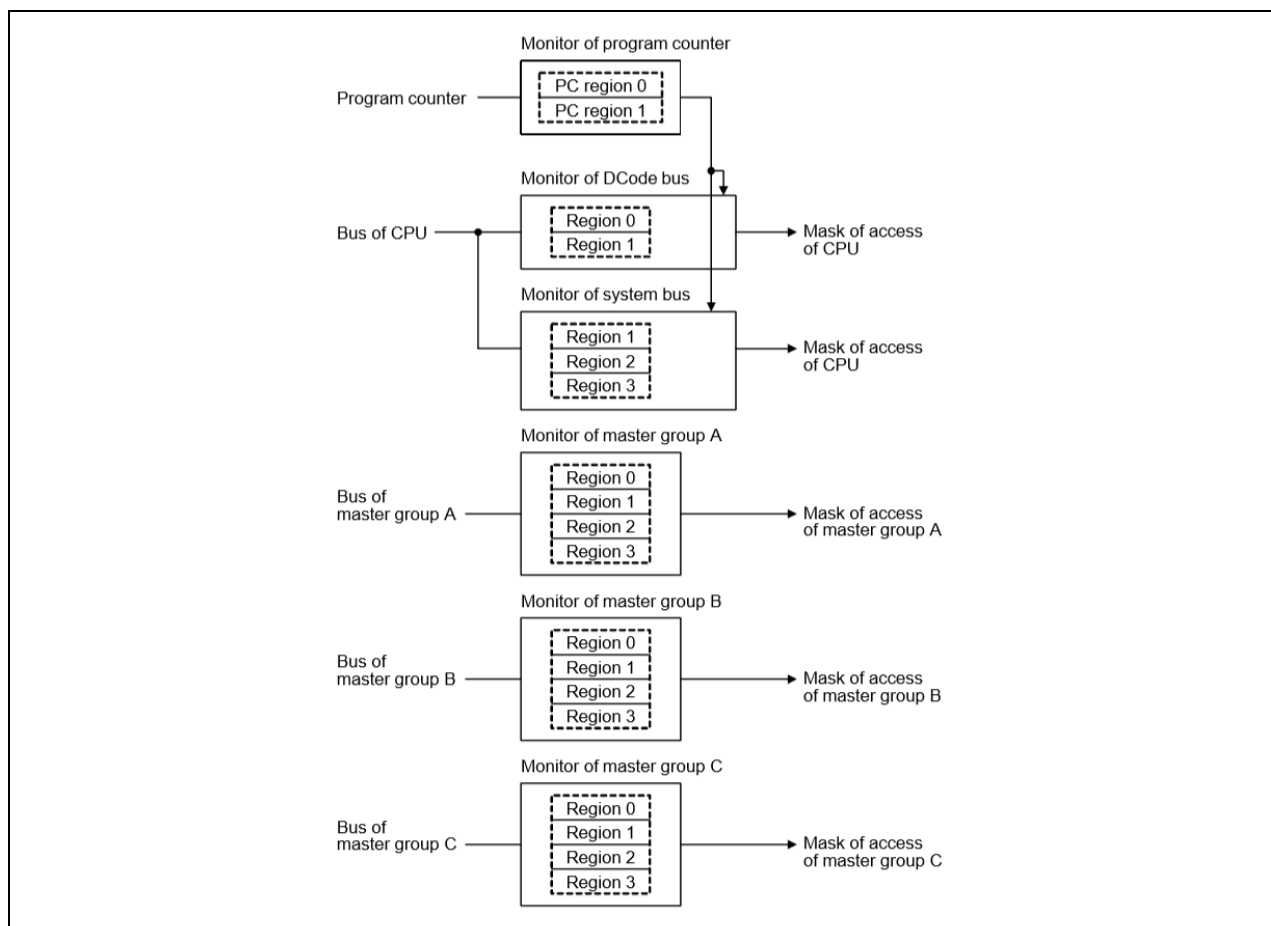 Monitor of program counter
Program counter
PC region 0
PC region 1
Monitor of DCode bus
Bus of CPU
Region 0
Region 1
Mask of access
of CPU
Monitor of system bus
Region 1
Region 2
Region 3
Mask of access
of CPU
Monitor of master group A
Bus of
master group A
Region 0
Region 1
Region 2
Region 3
Mask of access
of master group A
Monitor of master group B
Bus of
master group B
Region 0
Region 1
Region 2
Region 3
Mask of access
of master group B
Monitor of master group C
Bus of
master group C
Region 0
Region 1
Region 2
Region 3
Mask of access
of master group C